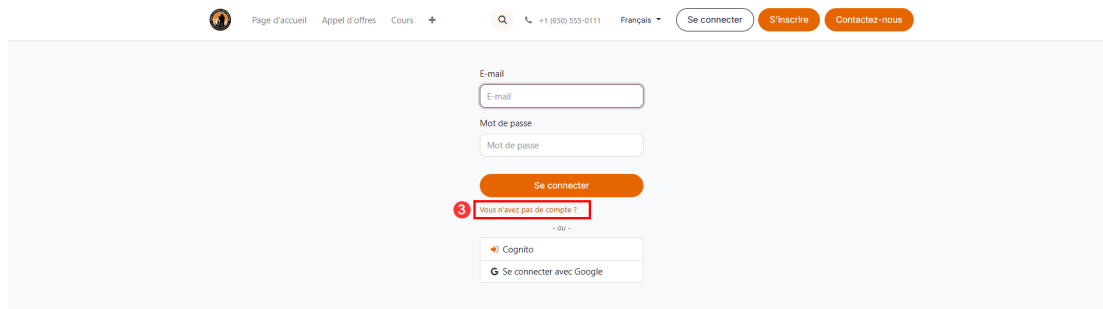 Page d'accueil Appel d'offres Cours + +1 (650) 555-0111 Français Se connecter S'inscrire Contactez-nous
E-mail
E-mail
Mot de passe
Mot de passe
Se connecter
3 Vous n'avez pas de compte ?
- ou -
Cognito
G Se connecter avec Google